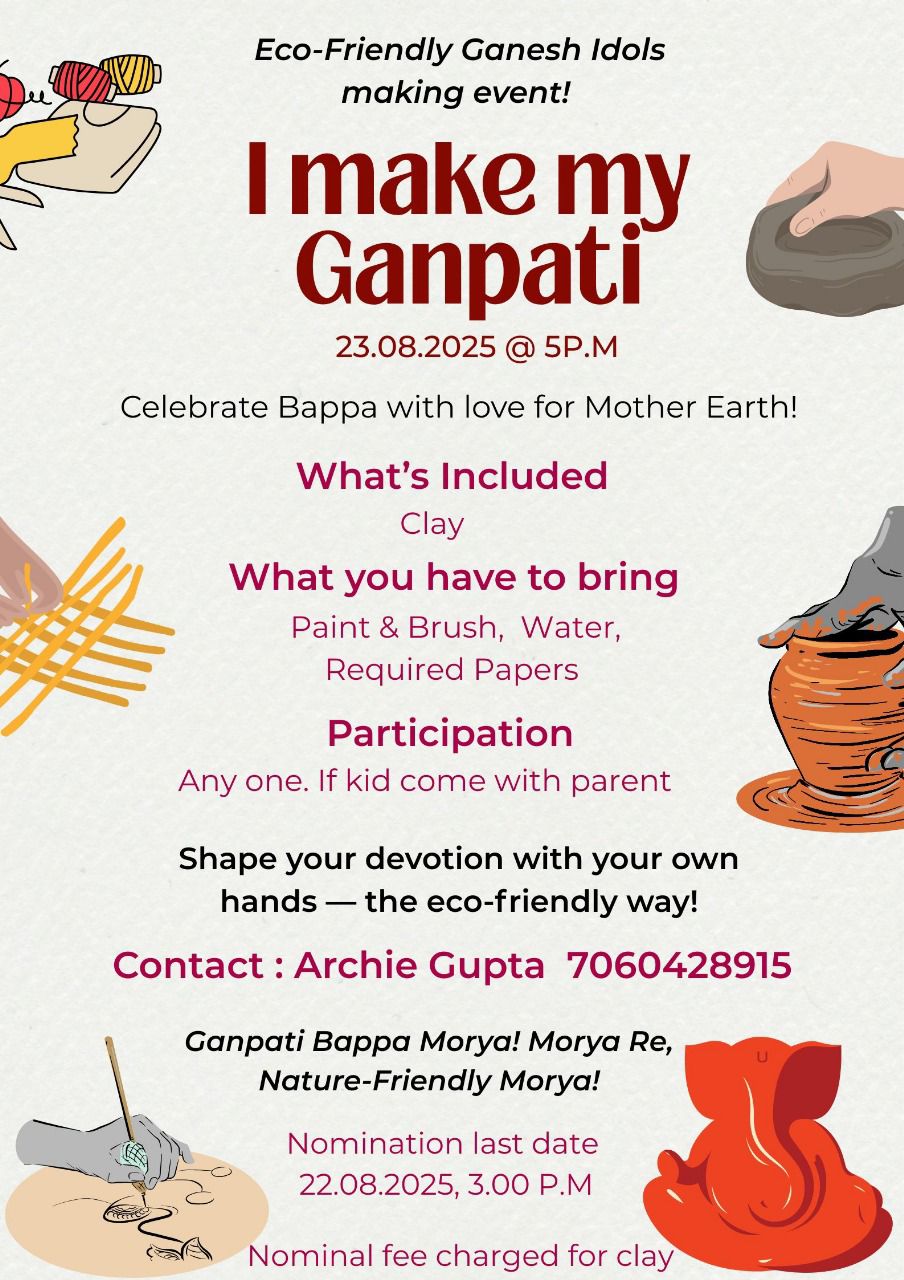 Eco-Friendly Ganesh Idols
making event!
I make my
Ganpati
23.08.2025 @ 5P.M
Celebrate Bappa with love for Mother Earth!
What's Included
Clay
What you have to bring
Paint & Brush,  Water,
Required Papers
Participation
Any one. If kid come with parent
Shape your devotion with your own
hands — the eco-friendly way!
Contact : Archie Gupta  7060428915
Ganpati Bappa Morya! Morya Re,
Nature-Friendly Morya!
Nomination last date
22.08.2025, 3.00 P.M
Nominal fee charged for clay